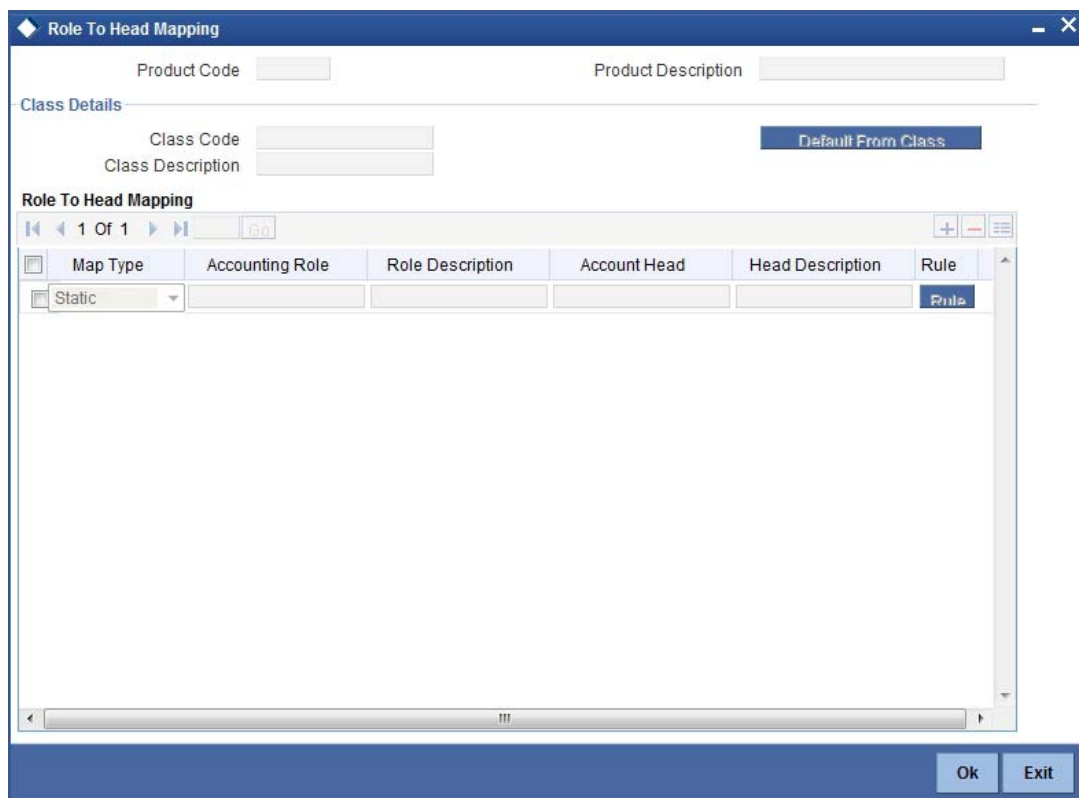 Role To Head Mapping
Product Code
Product Description
Class Details
Class Code
Default From Class
Class Description
Role To Head Mapping
1 Of 1 Go
Map Type Accounting Role Role Description Account Head Head Description Rule
Static Rule
Ok Exit